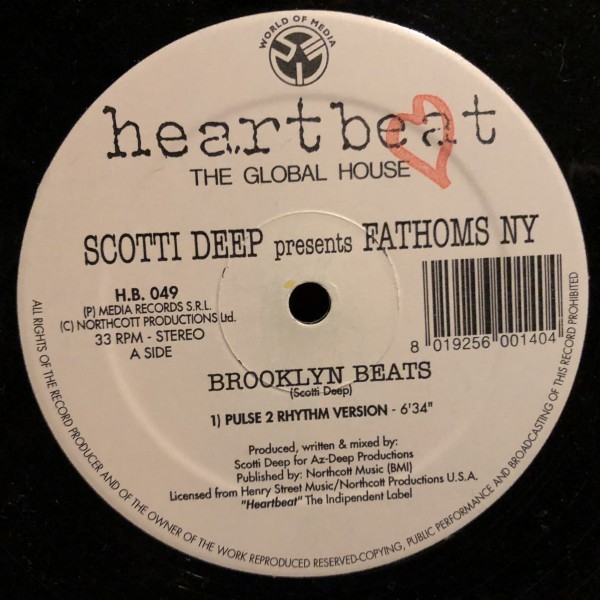 WORLD OF MEDIA
heartbeat
THE GLOBAL HOUSE
SCOTTI DEEP presents FATHOMS NY
H.B. 049
(P) MEDIA RECORDS S.R.L.
(C) NORTHCOTT PRODUCTIONS Ltd.
33 RPM - STEREO
A SIDE
8 019256 001404
BROOKLYN BEATS
(Scotti Deep)
1) PULSE 2 RHYTHM VERSION - 6'34"
Produced, written & mixed by:
Scotti Deep for Az-Deep Productions
Published by: Northcott Music (BMI)
Licensed from Henry Street Music/Northcott Productions U.S.A.
"Heartbeat" The Indipendent Label
ALL RIGHTS OF THE RECORD PRODUCER AND OF THE OWNER OF THE WORK REPRODUCED RESERVED-COPYING, PUBLIC PERFORMANCE AND BROADCASTING OF THIS RECORD PROHIBITED